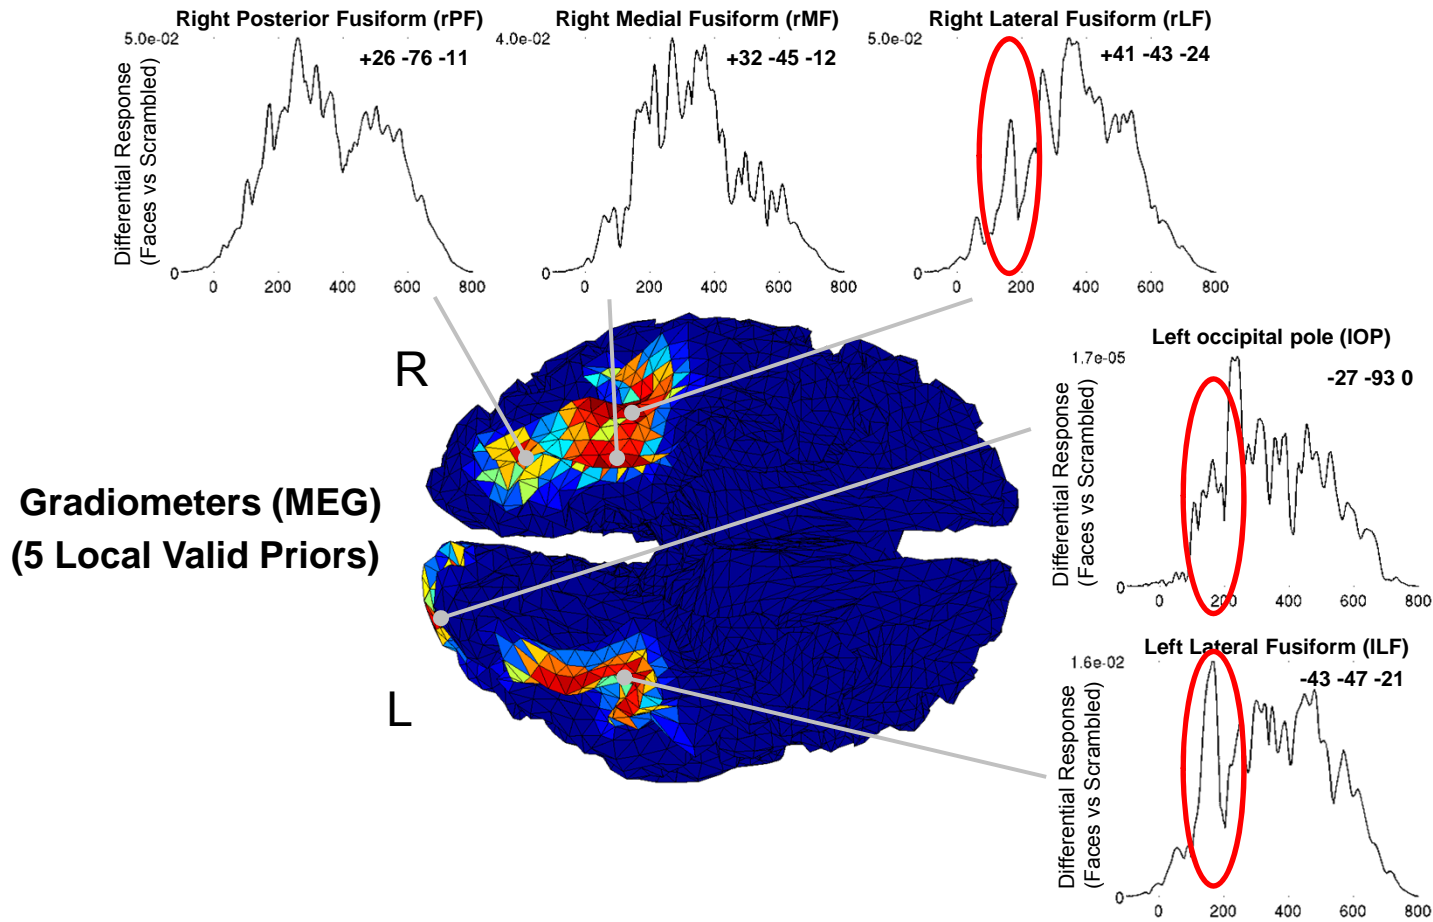 Right Posterior Fusiform (rPF)
5.0e-02
+26 -76 -11
Differential Response
(Faces vs Scrambled)
0
0 200 400 600 800
Right Medial Fusiform (rMF)
4.0e-02
+32 -45 -12
0
0 200 400 600 800
Right Lateral Fusiform (rLF)
5.0e-02
+41 -43 -24
0
0 200 400 600 800
R
L
Gradiometers (MEG)
(5 Local Valid Priors)
Left occipital pole (lOP)
1.7e-05
-27 -93 0
Differential Response
(Faces vs Scrambled)
0
0 200 400 600 800
Left Lateral Fusiform (lLF)
1.6e-02
-43 -47 -21
Differential Response
(Faces vs Scrambled)
0
0 200 400 600 800